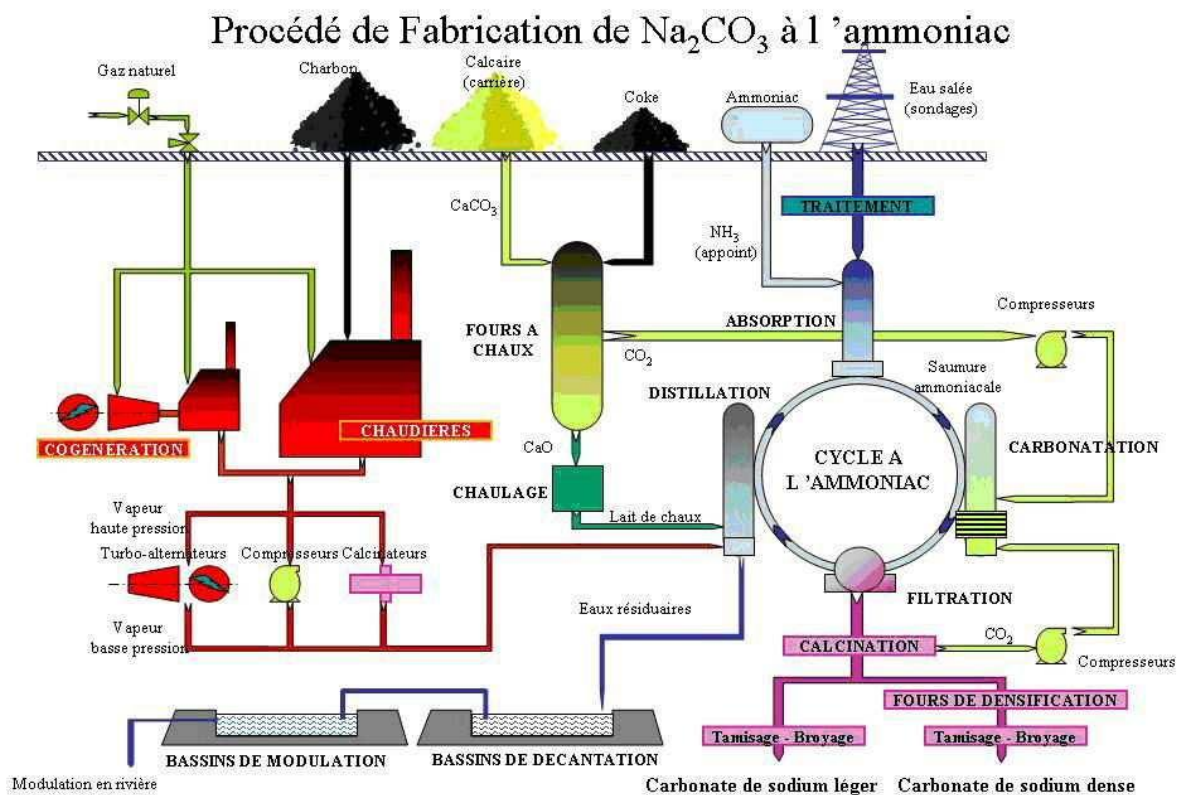 Procédé de Fabrication de Na₂CO₃ à l ’ammoniac
Gaz naturel
Charbon
Calcaire
(carrière)
Coke
Ammoniac
Eau salée
(sondages)
CaCO₃
TRAITEMENT
NH₃
(appoint)
FOURS A
CHAUX
ABSORPTION
Compresseurs
CO₂
DISTILLATION
Saumure
ammoniacale
COGENERATION
CHAUDIERES
CaO
CARBONATATION
CYCLE A
L ’AMMONIAC
CHAULAGE
Lait de chaux
Vapeur
haute pression
Turbo-alternateurs
Compresseurs
Calcinateurs
FILTRATION
Eaux résiduaires
Vapeur
basse pression
CALCINATION
CO₂
Compresseurs
FOURS DE DENSIFICATION
Tamisage - Broyage
Tamisage - Broyage
BASSINS DE MODULATION
BASSINS DE DECANTATION
Modulation en rivière
Carbonate de sodium léger
Carbonate de sodium dense